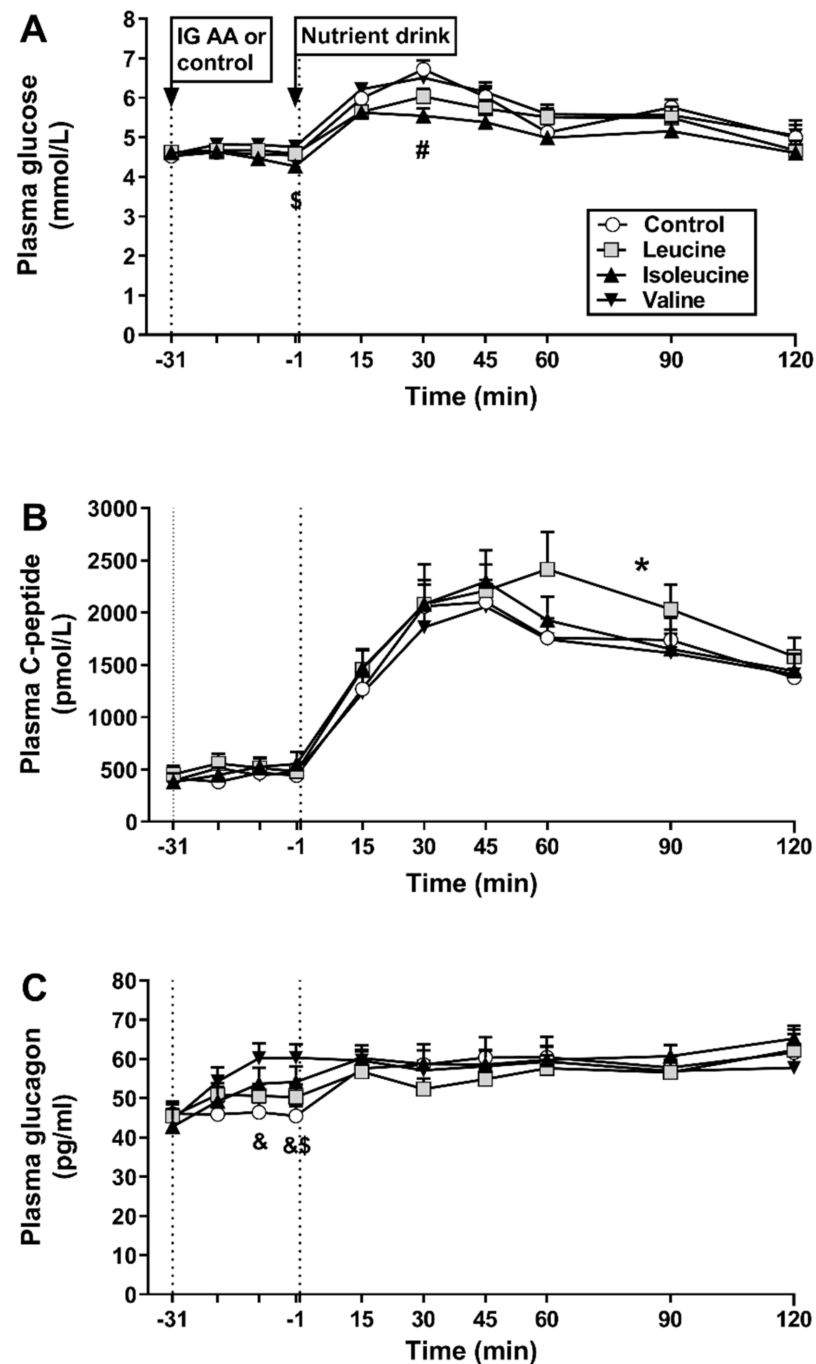 A
IG AA or
control
Nutrient drink
Plasma glucose
(mmol/L)
8
7
6
5
4
3
2
1
0
$
#
Control
Leucine
Isoleucine
Valine
-31 -1 15 30 45 60 90 120
Time (min)
B
Plasma C-peptide
(pmol/L)
3000
2500
2000
1500
1000
500
0
*
-31 -1 15 30 45 60 90 120
Time (min)
C
Plasma glucagon
(pg/ml)
80
70
60
50
40
30
20
10
0
& &$
-31 -1 15 30 45 60 90 120
Time (min)